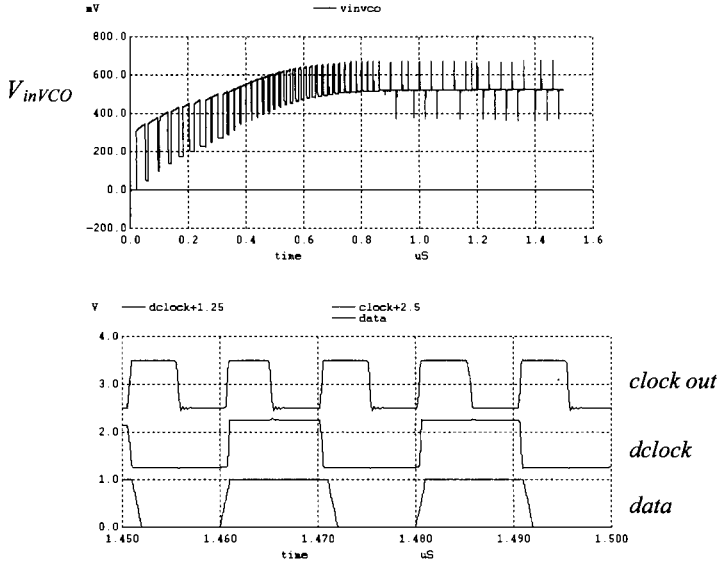 mV
vinvco
800.0
600.0
400.0
200.0
0.0
-200.0
V_inVCO
0.0 0.2 0.4 0.6 0.8 1.0 1.2 1.4 1.6
time uS
V
dclock+1.25 clock+2.5
data
4.0
3.0
2.0
1.0
0.0
clock out
dclock
data
1.450 1.460 1.470 1.480 1.490 1.500
time uS